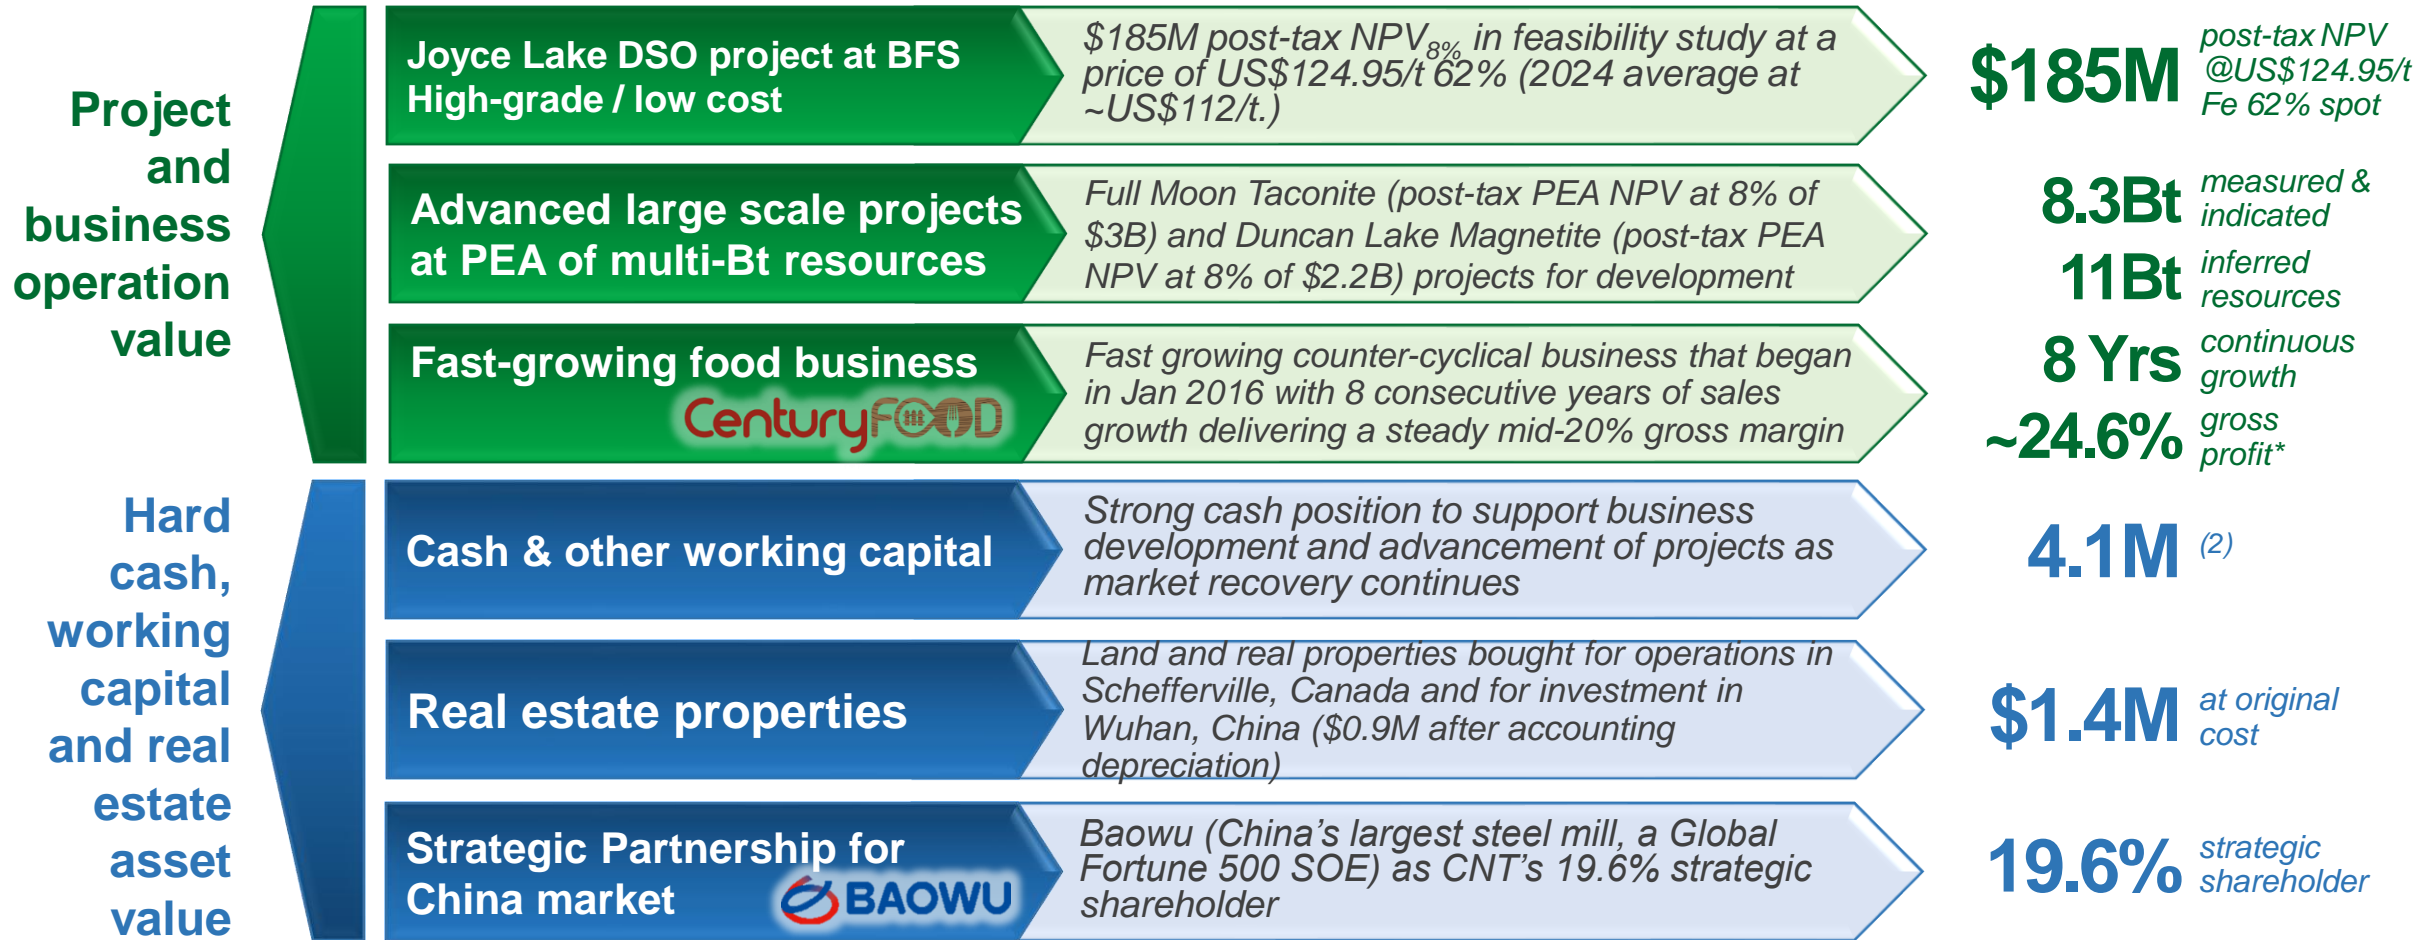 Project
and
business
operation
value
Joyce Lake DSO project at BFS
High-grade / low cost
$185M post-tax NPV8% in feasibility study at a
price of US$124.95/t 62% (2024 average at
~US$112/t.)
$185M
post-tax NPV
@US$124.95/t
Fe 62% spot
Advanced large scale projects
at PEA of multi-Bt resources
Full Moon Taconite (post-tax PEA NPV at 8% of
$3B) and Duncan Lake Magnetite (post-tax PEA
NPV at 8% of $2.2B) projects for development
8.3Bt
measured &
indicated
11Bt
inferred
resources
Fast-growing food business
CenturyFOOD
Fast growing counter-cyclical business that began
in Jan 2016 with 8 consecutive years of sales
growth delivering a steady mid-20% gross margin
8 Yrs
continuous
growth
~24.6%
gross
profit*
Hard
cash,
working
capital
and real
estate
asset
value
Cash & other working capital
Strong cash position to support business
development and advancement of projects as
market recovery continues
4.1M
(2)
Real estate properties
Land and real properties bought for operations in
Schefferville, Canada and for investment in
Wuhan, China ($0.9M after accounting
depreciation)
$1.4M
at original
cost
Strategic Partnership for
China market
BAOWU
Baowu (China’s largest steel mill, a Global
Fortune 500 SOE) as CNT’s 19.6% strategic
shareholder
19.6%
strategic
shareholder